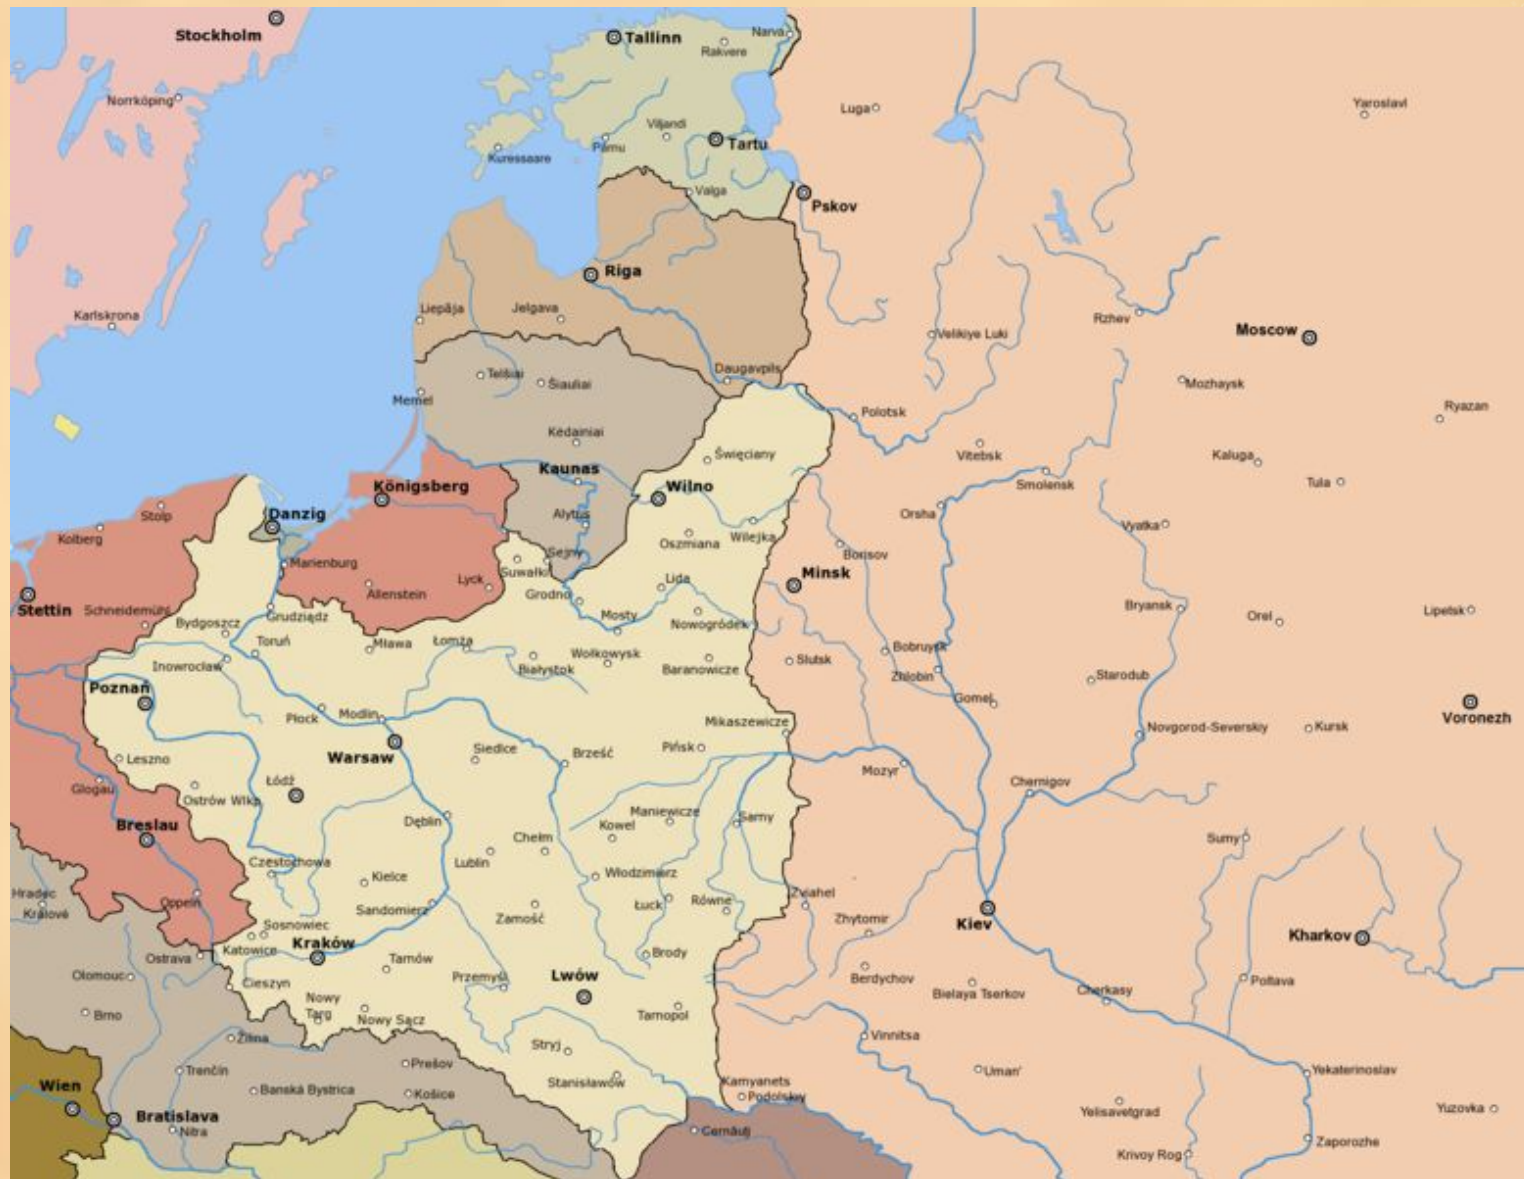 Stockholm
Tallinn
Narva
Rakvere
Norrköping
Luga
Yaroslavl
Viljandi
Pärnu
Tartu
Kuressaare
Valga
Pskov
Riga
Liepāja
Jelgava
Karlskrona
Rzhev
Moscow
Velikiye Luki
Daugavpils
Telšiai
Šiauliai
Mozhaysk
Memel
Polotsk
Ryazan
Kėdainiai
Święciany
Vitebsk
Kaluga
Kaunas
Königsberg
Wilno
Smolensk
Tula
Stolp
Danzig
Alytus
Orsha
Vyatka
Kolberg
Oszmiana
Wilejka
Borisov
Sejny
Marienburg
Suwałki
Minsk
Lyck
Lida
Allenstein
Grodno
Stettin
Schneidemühl
Grudziądz
Mosty
Nowogródek
Bryansk
Orel
Lipetsk
Bydgoszcz
Toruń
Mława
Łomża
Bobruysk
Inowrocław
Białystok
Wołkowysk
Baranowicze
Slutsk
Zhlobin
Starodub
Poznań
Gomel
Płock
Modlin
Mikaszewicze
Novgorod-Severskiy
Kursk
Voronezh
Warsaw
Siedlce
Brześć
Pińsk
Leszno
Mozyr
Glogau
Łódź
Ostrów Wlkp.
Chernigov
Breslau
Dęblin
Maniewicze
Kowel
Sarny
Chełm
Sumy
Częstochowa
Lublin
Kielce
Włodzimierz
Hradec
Králové
Oppeln
Sandomierz
Zamość
Łuck
Równe
Zviahel
Zhytomir
Kiev
Sosnowiec
Katowice
Kraków
Kharkov
Ostrava
Tarnów
Brody
Olomouc
Cieszyn
Przemyśl
Lwów
Berdychov
Bielaya Tserkov
Cherkasy
Poltava
Brno
Nowy
Targ
Nowy Sącz
Tarnopol
Žilina
Stryj
Vinnitsa
Trenčín
Prešov
Uman'
Yekaterinoslav
Wien
Banská Bystrica
Košice
Stanisławów
Kamyanets
Podolskiy
Bratislava
Yelisavetgrad
Yuzovka
Nitra
Cernăuţi
Zaporozhe
Krivoy Rog